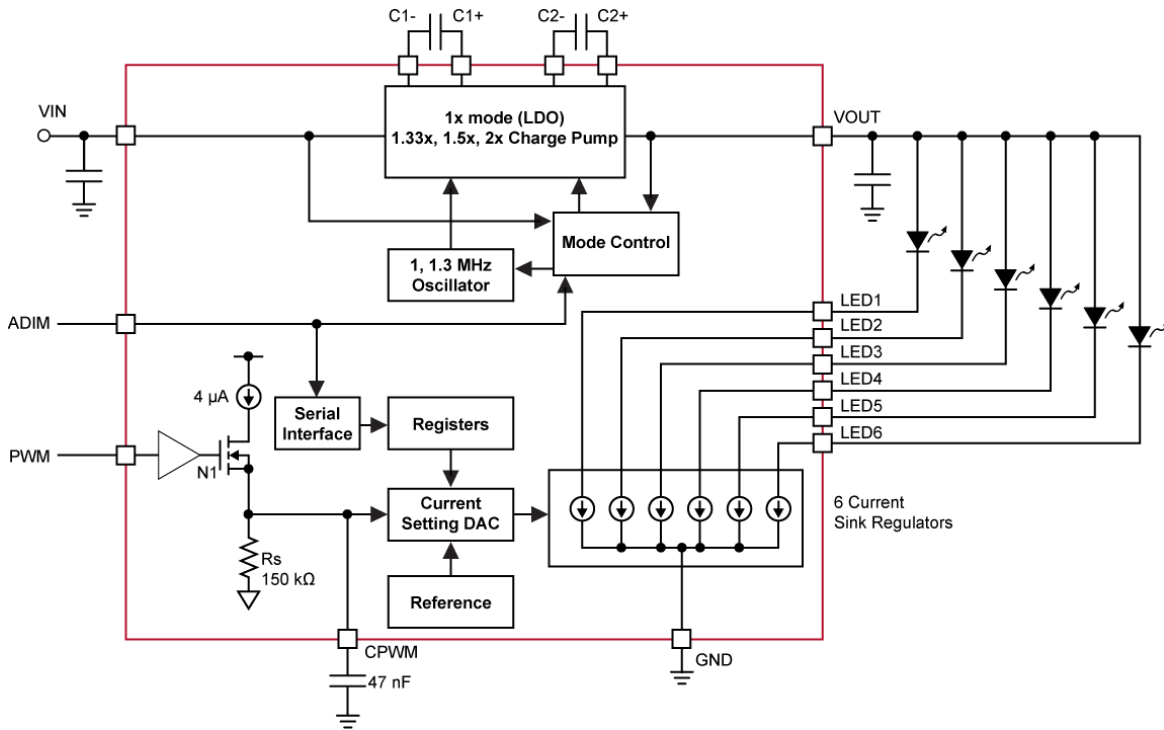 C1-
C1+
C2-
C2+
VIN
1x mode (LDO)
1.33x, 1.5x, 2x Charge Pump
VOUT
Mode Control
1, 1.3 MHz
Oscillator
ADIM
LED1
LED2
LED3
LED4
LED5
LED6
4 µA
Serial
Interface
Registers
PWM
N1
Current
Setting DAC
6 Current
Sink Regulators
Rs
150 kΩ
Reference
CPWM
GND
47 nF